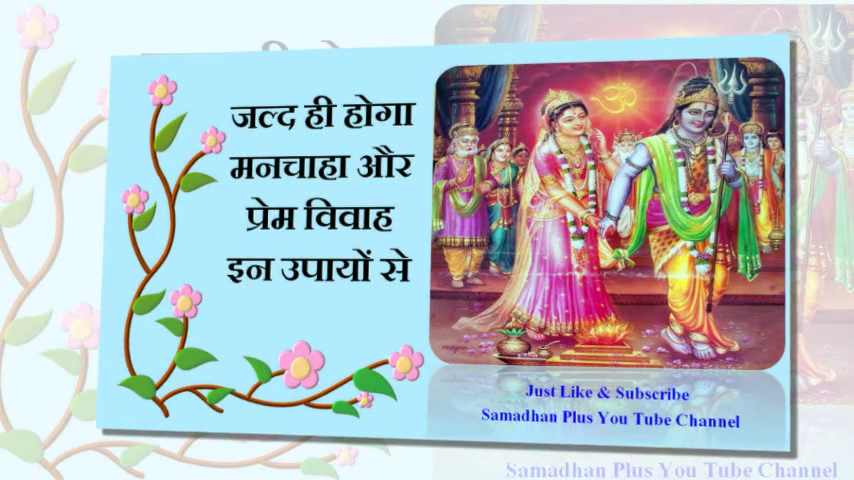 जल्द ही होगा
मनचाहा और
प्रेम विवाह
इन उपायों से
ॐ
Just Like & Subscribe
Samadhan Plus You Tube Channel
Samadhan Plus You Tube Channel